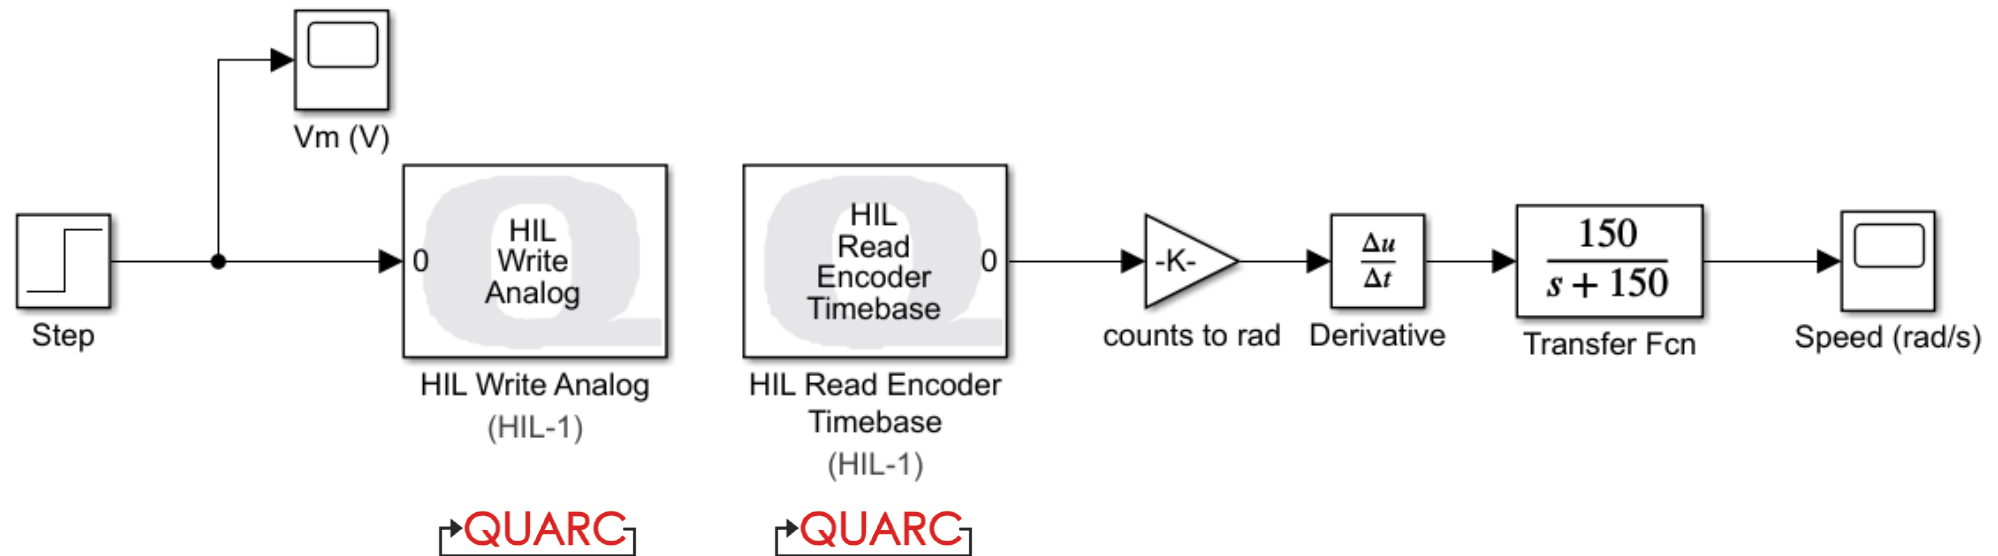 Vm (V)
Step
0
HIL
Write
Analog
HIL Write Analog
(HIL-1)
QUARC
HIL
Read
Encoder
Timebase
0
HIL Read Encoder
Timebase
(HIL-1)
QUARC
-K-
counts to rad
Δu
Δt
Derivative
150
s + 150
Transfer Fcn
Speed (rad/s)